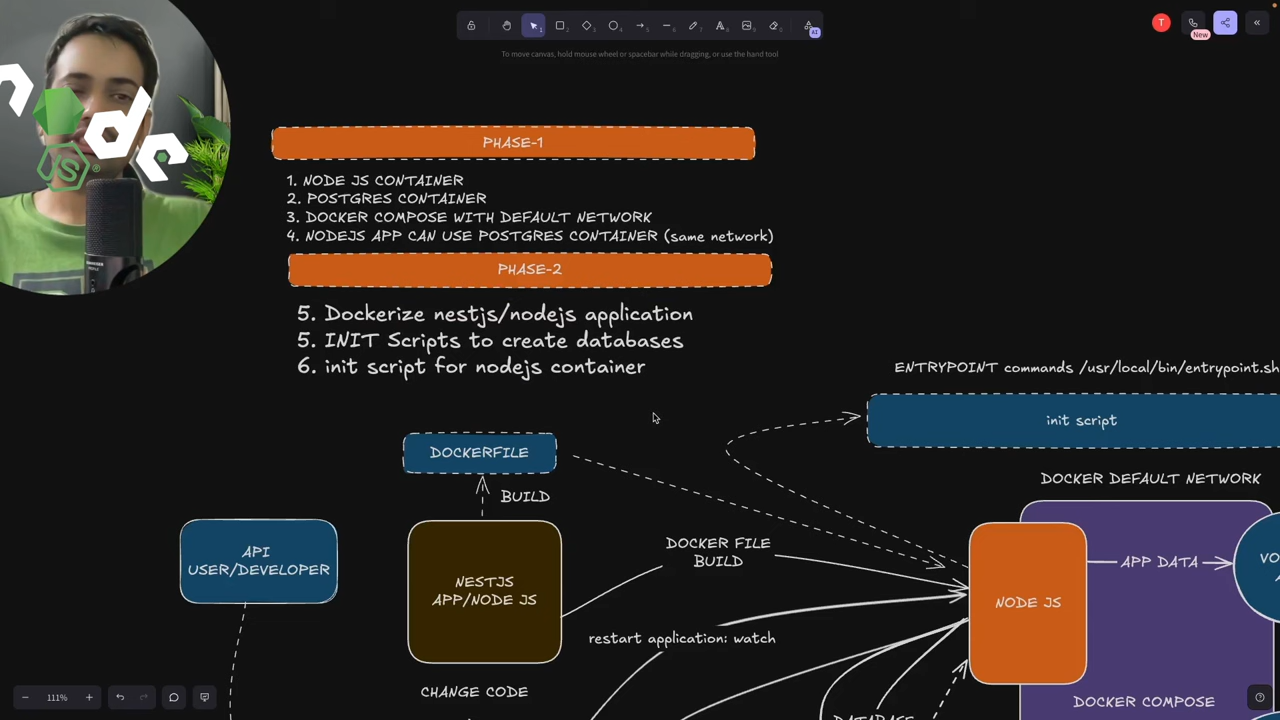 To move canvas, hold mouse wheel or spacebar while dragging, or use the hand tool
T
New
AI
node
JS
PHASE-1
1. NODE JS CONTAINER
2. POSTGRES CONTAINER
3. DOCKER COMPOSE WITH DEFAULT NETWORK
4. NODEJS APP CAN USE POSTGRES CONTAINER (same network)
PHASE-2
5. Dockerize nestjs/nodejs application
5. INIT Scripts to create databases
6. init script for nodejs container
ENTRYPOINT commands /usr/local/bin/entrypoint.sh
init script
DOCKERFILE
BUILD
DOCKER DEFAULT NETWORK
API
USER/DEVELOPER
NESTJS
APP/NODE JS
DOCKER FILE
BUILD
NODE JS
APP DATA
restart application: watch
CHANGE CODE
DOCKER COMPOSE
111%